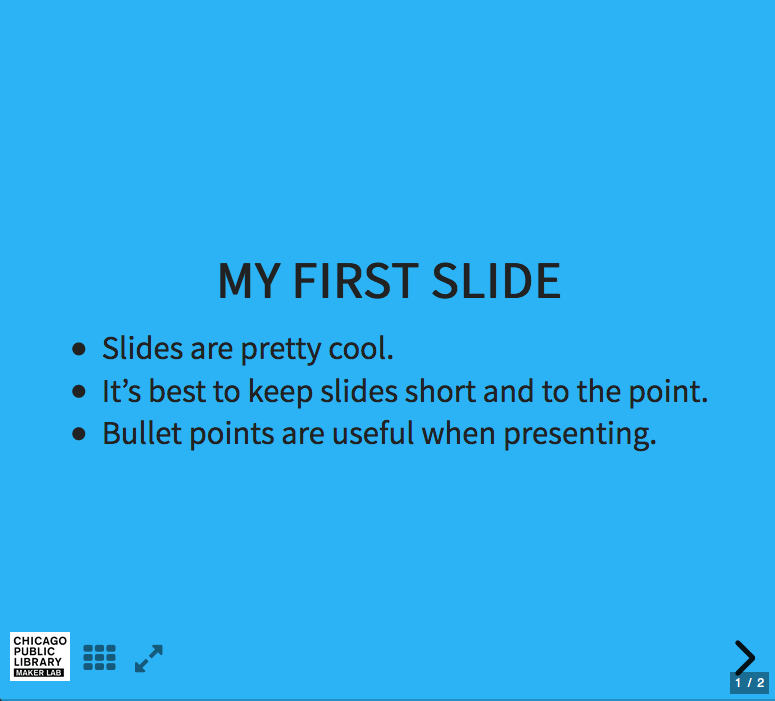 MY FIRST SLIDE
Slides are pretty cool.
It’s best to keep slides short and to the point.
Bullet points are useful when presenting.
CHICAGO
PUBLIC
LIBRARY
MAKER LAB
1 / 2